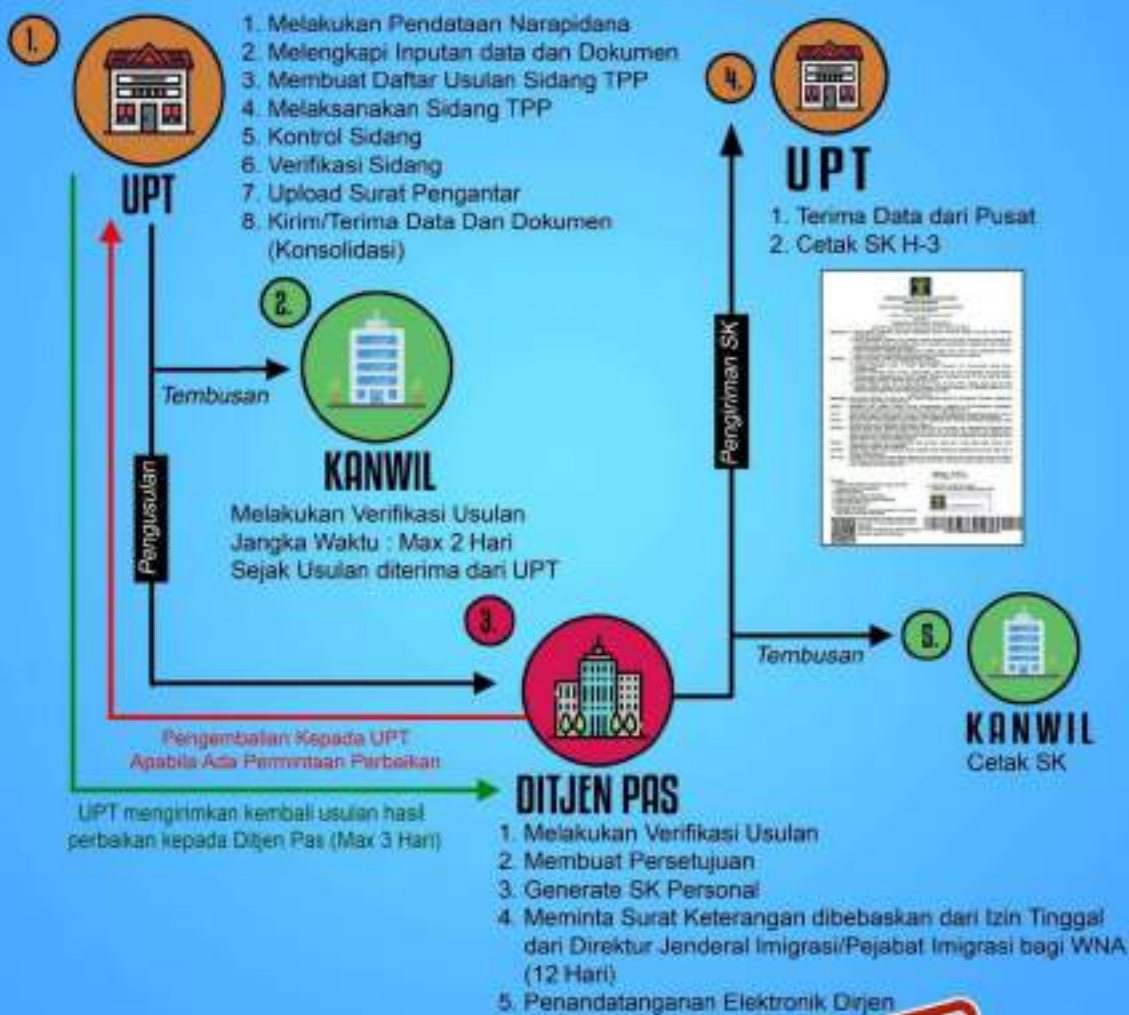 1.
1. Melakukan Pendataan Narapidana
2. Melengkapi Inputan data dan Dokumen
3. Membuat Daftar Usulan Sidang TPP
4. Melaksanakan Sidang TPP
5. Kontrol Sidang
6. Verifikasi Sidang
7. Upload Surat Pengantar
8. Kirim/Terima Data Dan Dokumen
(Konsolidasi)
UPT
2.
Tembusan
KANWIL
Melakukan Verifikasi Usulan
Jangka Waktu : Max 2 Hari
Sejak Usulan diterima dari UPT
Pengusulan
3.
Pengembalian Kepada UPT
Apabila Ada Permintaan Perbaikan
UPT mengirimkan kembali usulan hasil
perbaikan kepada Ditjen Pas (Max 3 Hari)
DITJEN PAS
1. Melakukan Verifikasi Usulan
2. Membuat Persetujuan
3. Generate SK Personal
4. Meminta Surat Keterangan dibebaskan dari Izin Tinggal
dari Direktur Jenderal Imigrasi/Pejabat Imigrasi bagi WNA
(12 Hari)
5. Penandatanganan Elektronik Dirjen
4.
UPT
1. Terima Data dari Pusat
2. Cetak SK H-3
Pengiriman SK
Tembusan
5.
KANWIL
Cetak SK